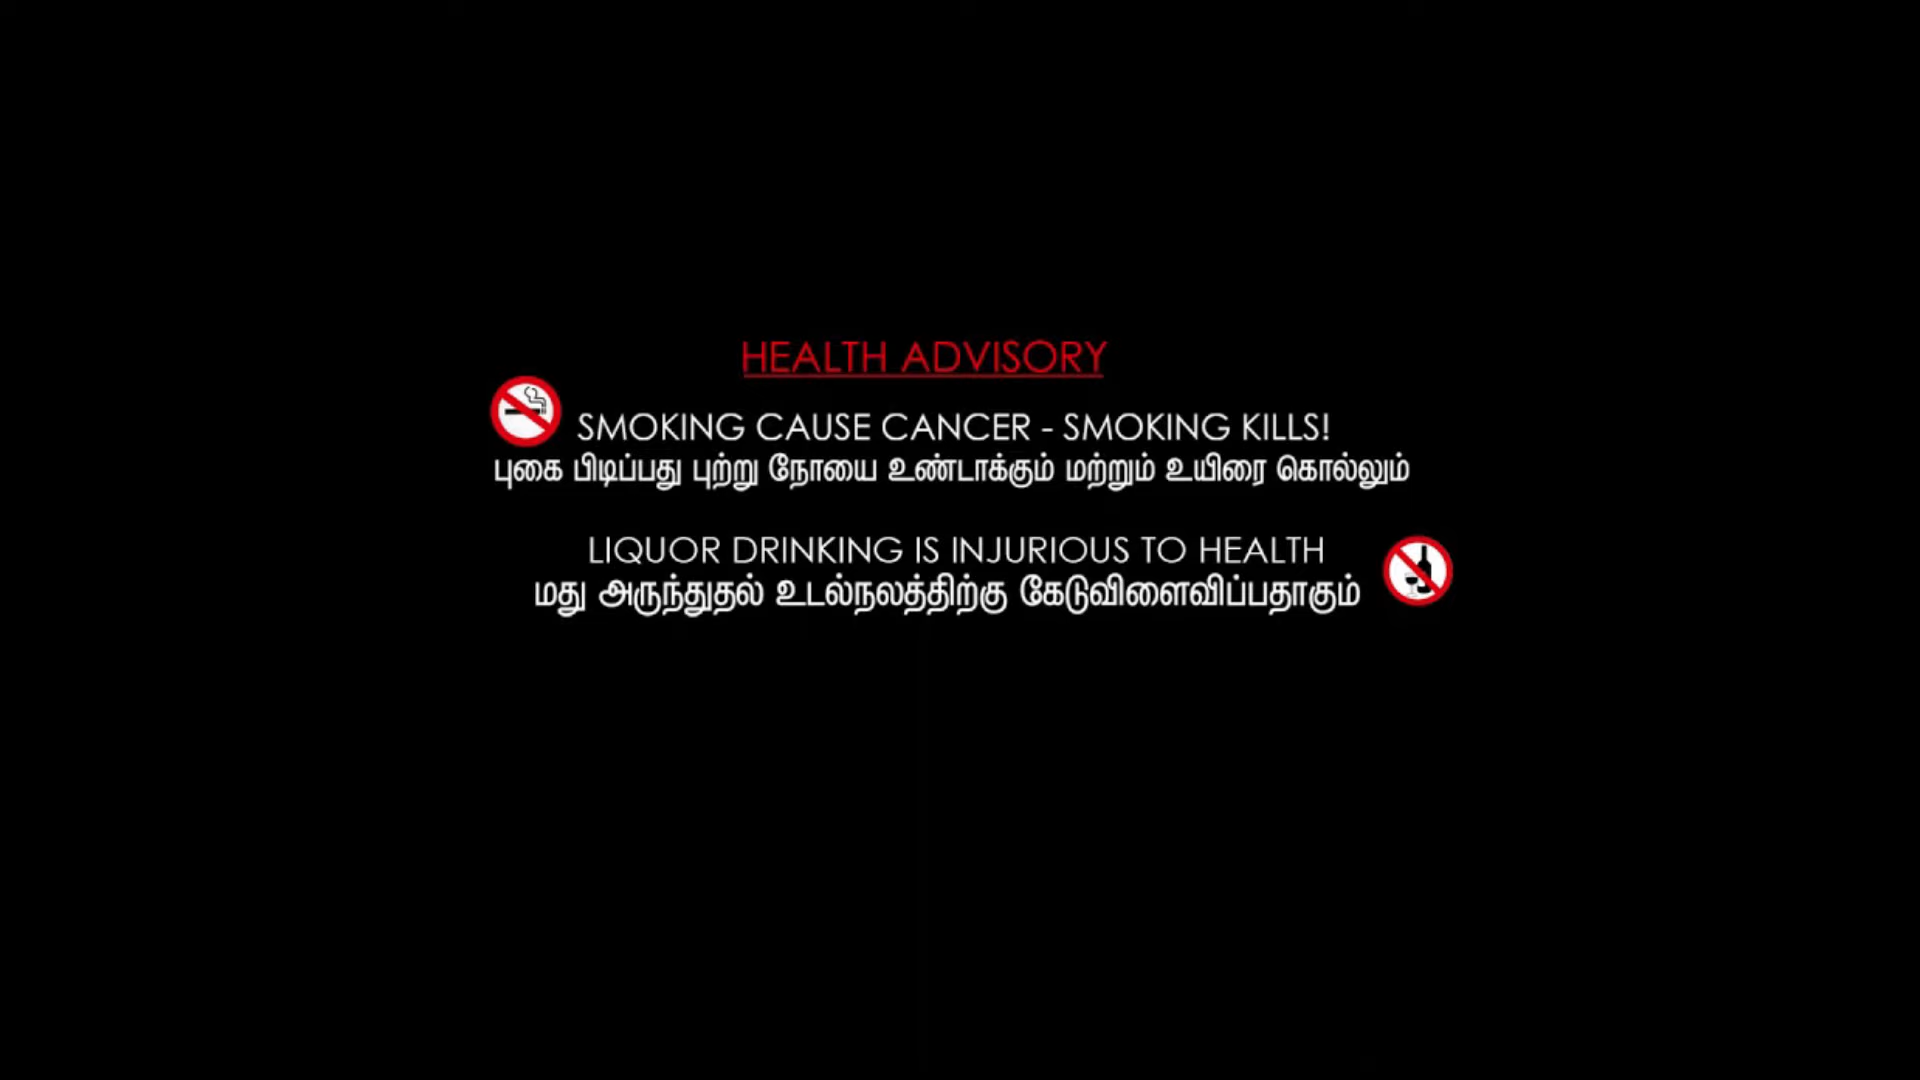 HEALTH ADVISORY
SMOKING CAUSE CANCER - SMOKING KILLS!
புகை பிடிப்பது புற்று நோயை உண்டாக்கும் மற்றும் உயிரை கொல்லும்
LIQUOR DRINKING IS INJURIOUS TO HEALTH
மது அருந்துதல் உடல்நலத்திற்கு கேடுவிளைவிப்பதாகும்